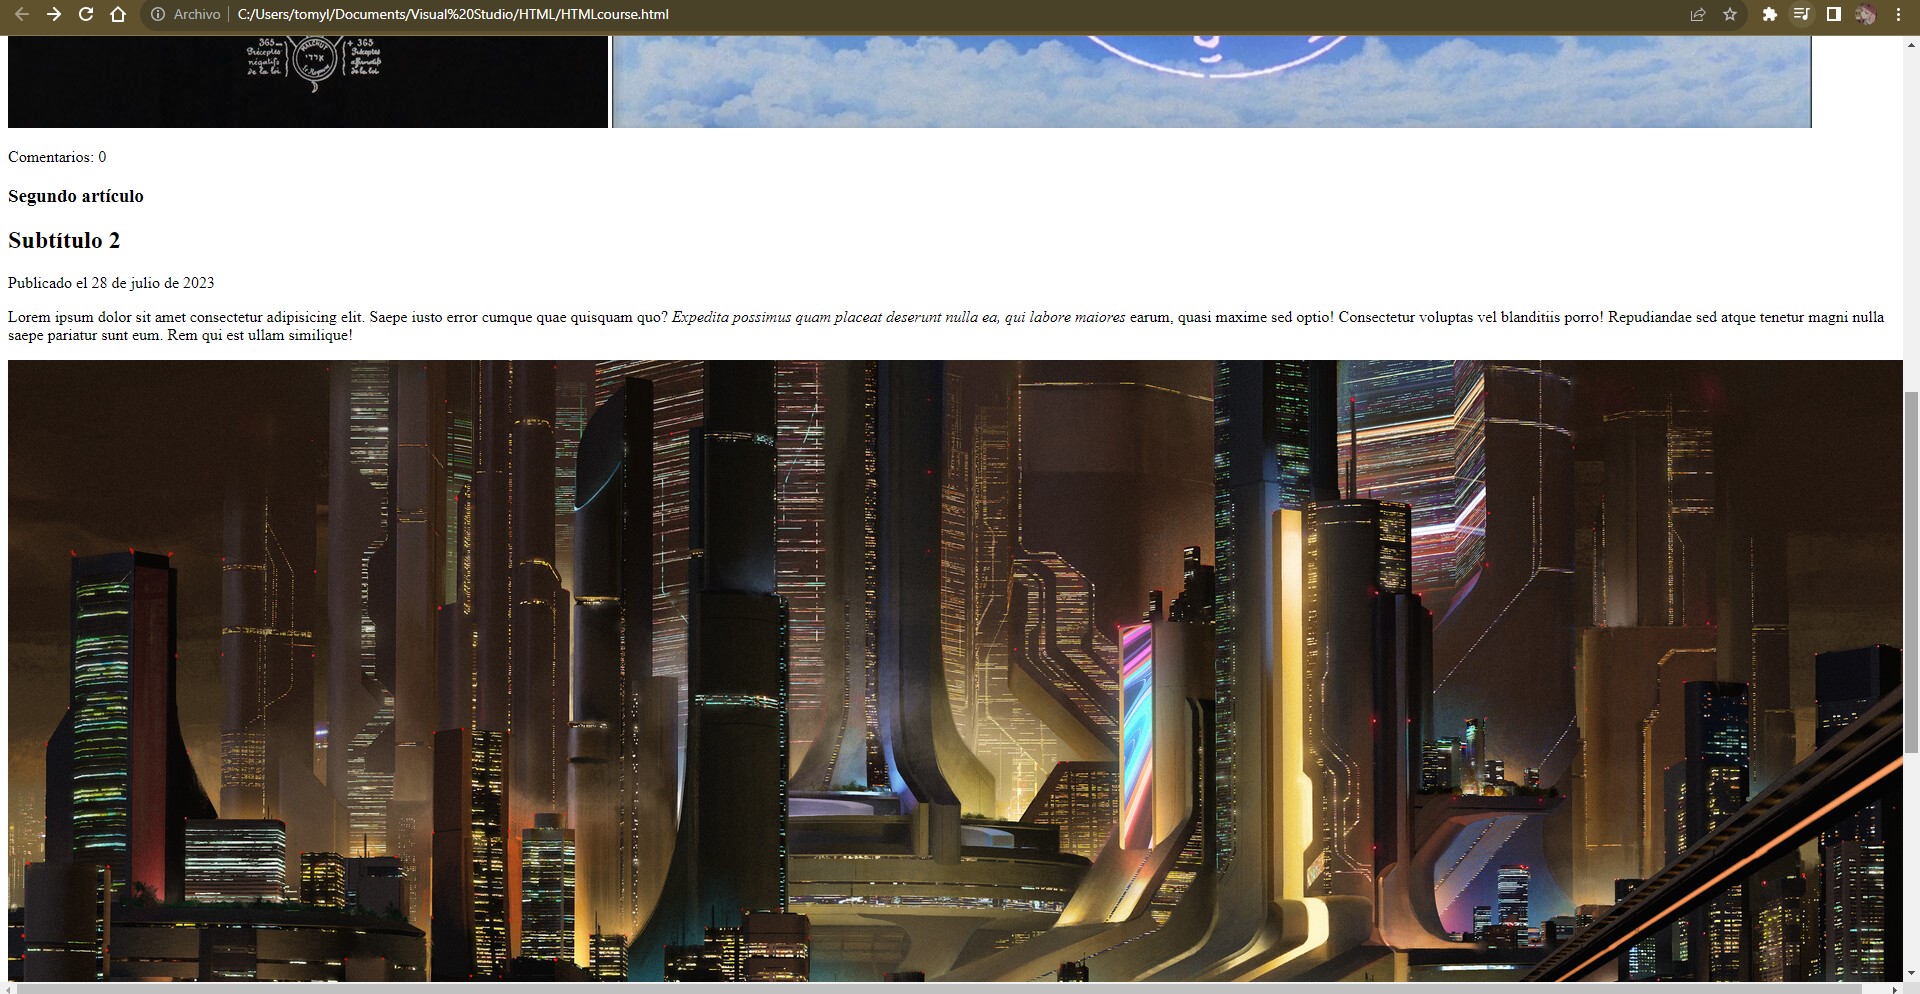 Archivo C:/Users/tomyl/Documents/Visual%20Studio/HTML/HTMLcourse.html
365 + 365
Préceptes
négatifs
de la loi
MALCHUT
אדני
Le Royaume
Préceptes
affirmatifs
de la loi
Comentarios: 0
Segundo artículo
Subtítulo 2
Publicado el 28 de julio de 2023
Lorem ipsum dolor sit amet consectetur adipisicing elit. Saepe iusto error cumque quae quisquam quo? Expedita possimus quam placeat deserunt nulla ea, qui labore maiores earum, quasi maxime sed optio! Consectetur voluptas vel blanditiis porro! Repudiandae sed atque tenetur magni nulla
saepe pariatur sunt eum. Rem qui est ullam similique!